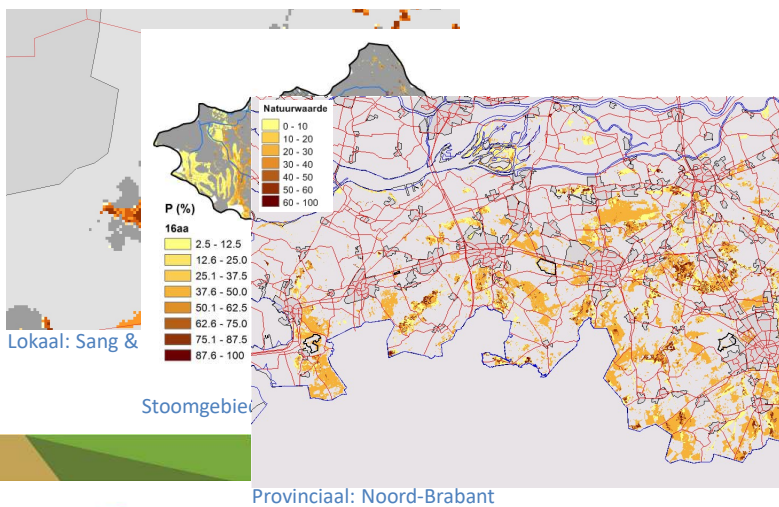 Natuurwaarde
0 - 10
10 - 20
20 - 30
30 - 40
40 - 50
50 - 60
60 - 100
P (%)
16aa
2.5 - 12.5
12.6 - 25.0
25.1 - 37.5
37.6 - 50.0
50.1 - 62.5
62.6 - 75.0
75.1 - 87.5
87.6 - 100
Lokaal: Sang &
Stoomgebied
Provinciaal: Noord-Brabant